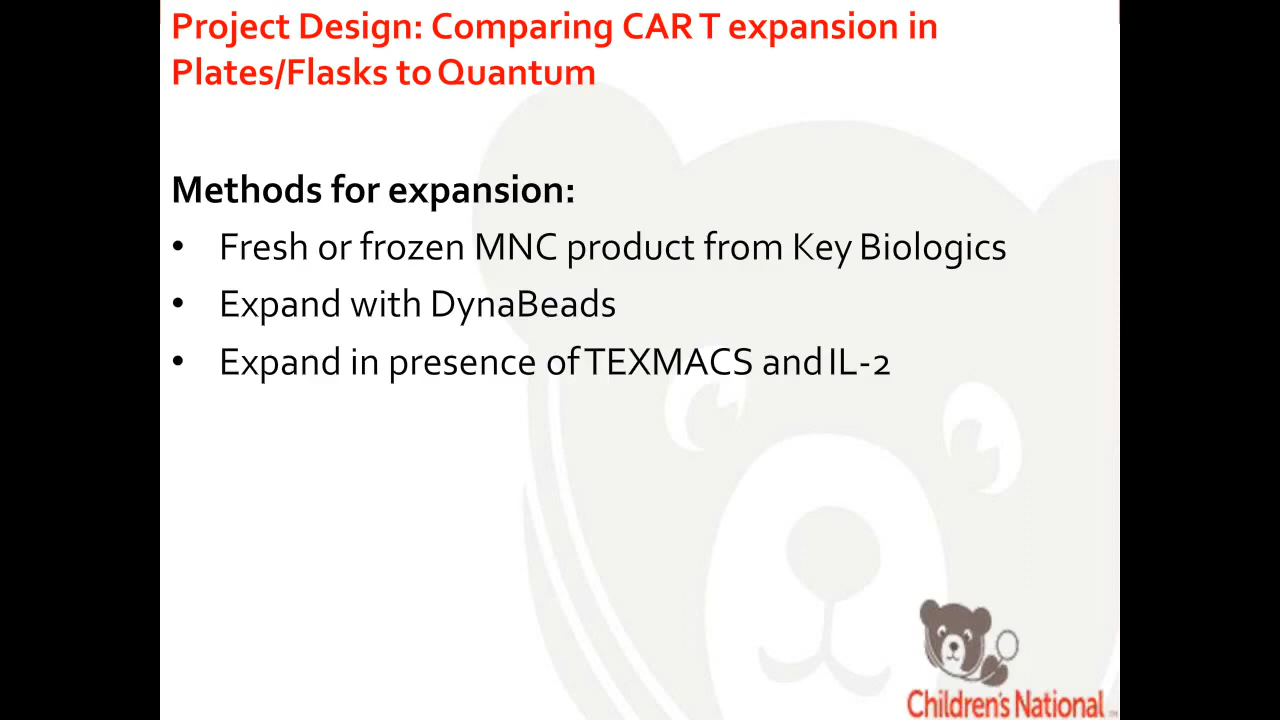 Project Design: Comparing CAR T expansion in
Plates/Flasks to Quantum
Methods for expansion:
• Fresh or frozen MNC product from Key Biologics
• Expand with DynaBeads
• Expand in presence of TEXMACS and IL-2
Children's National™